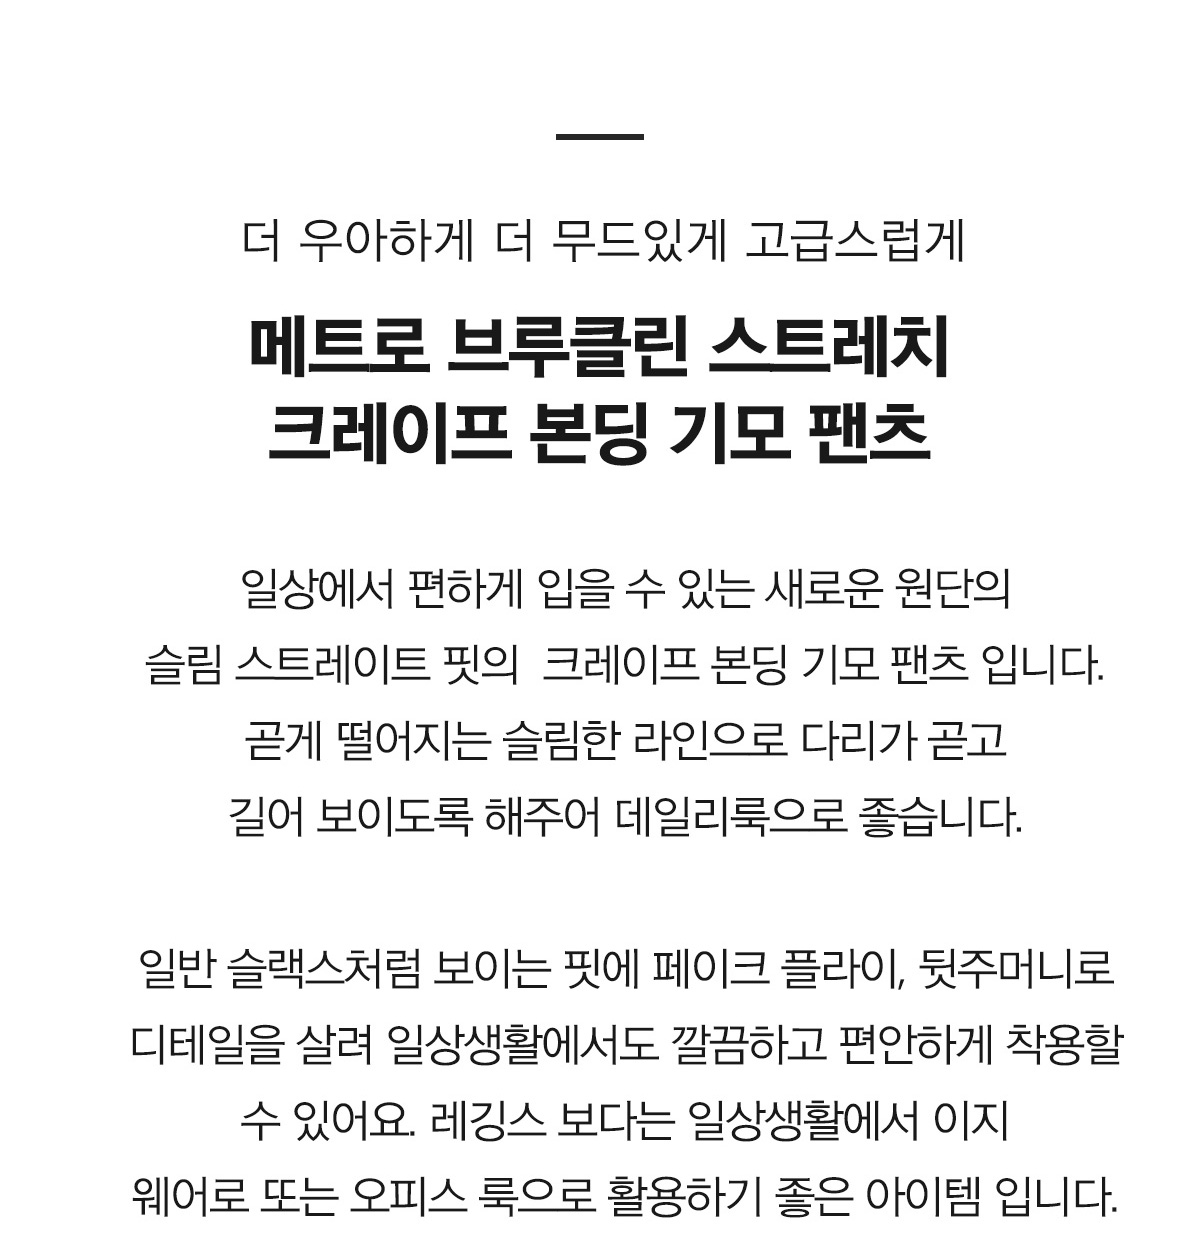 더 우아하게 더 무드있게 고급스럽게
메트로 브루클린 스트레치
크레이프 본딩 기모 팬츠
일상에서 편하게 입을 수 있는 새로운 원단의
슬림 스트레이트 핏의 크레이프 본딩 기모 팬츠 입니다.
곧게 떨어지는 슬림한 라인으로 다리가 곧고
길어 보이도록 해주어 데일리룩으로 좋습니다.
일반 슬랙스처럼 보이는 핏에 페이크 플라이, 뒷주머니로
디테일을 살려 일상생활에서도 깔끔하고 편안하게 착용할
수 있어요. 레깅스 보다는 일상생활에서 이지
웨어로 또는 오피스 룩으로 활용하기 좋은 아이템 입니다.